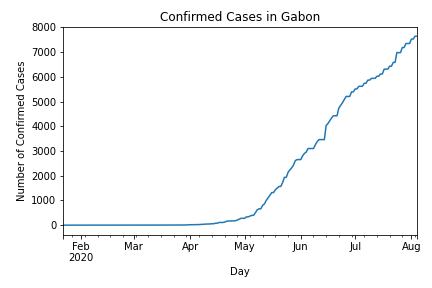 Confirmed Cases in Gabon
8000
7000
6000
5000
4000
3000
2000
1000
0
Number of Confirmed Cases
Feb Mar Apr May Jun Jul Aug
2020
Day